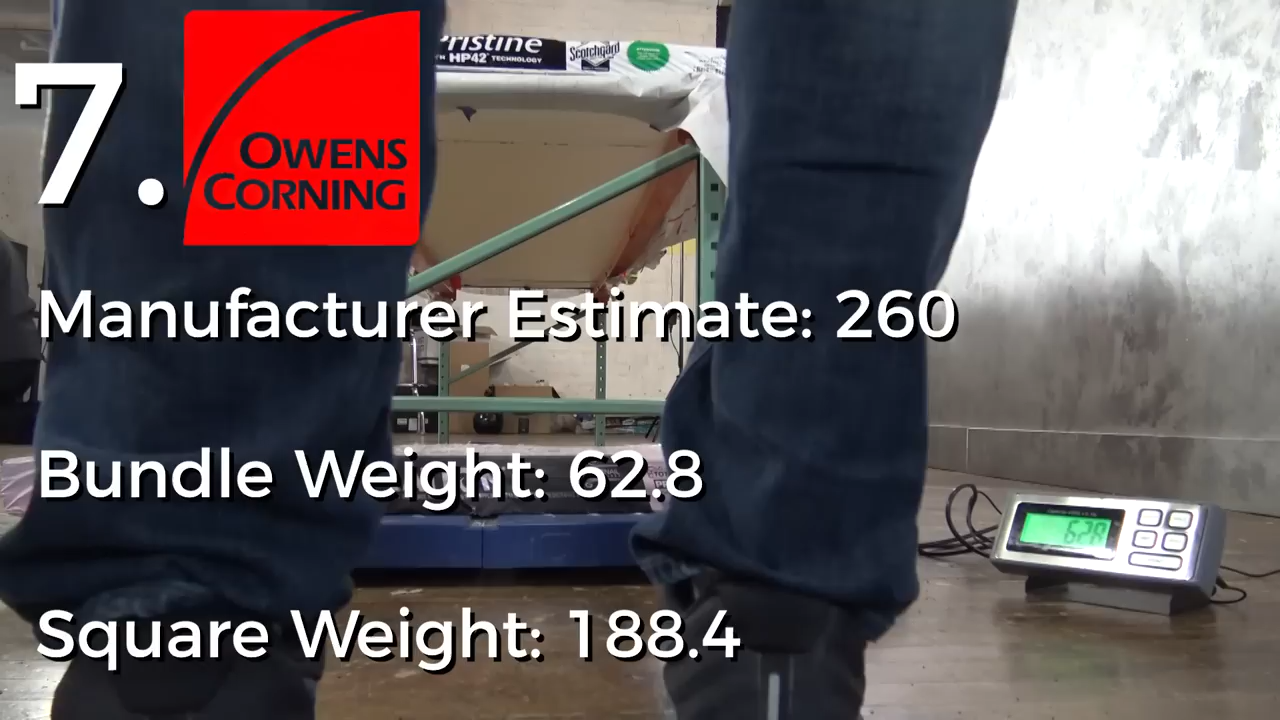 7.
OWENS
CORNING
Pristine
HP42 TECHNOLOGY
Scotchgard
Manufacturer Estimate: 260
Bundle Weight: 62.8
Square Weight: 188.4
62.8